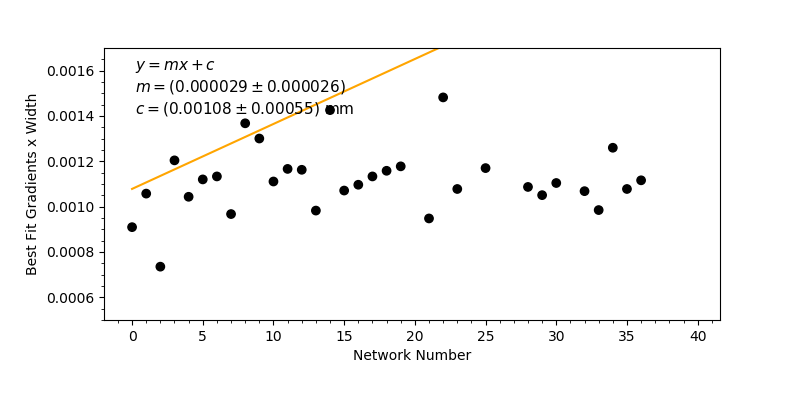 y = mx + c
m = (0.000029 ± 0.000026)
c = (0.00108 ± 0.00055) mm
0.0016
0.0014
0.0012
0.0010
0.0008
0.0006
Best Fit Gradients x Width
0 5 10 15 20 25 30 35 40
Network Number